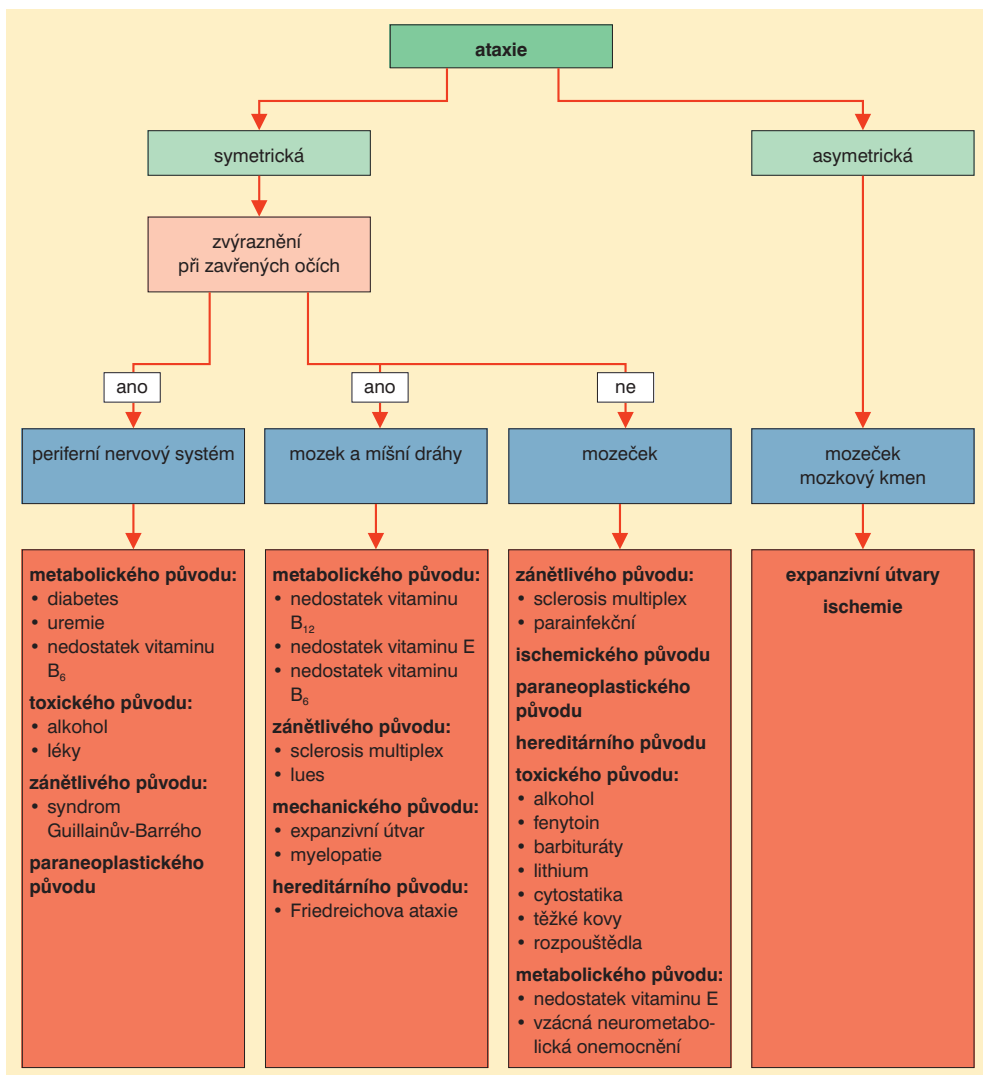 ataxie
symetrická
asymetrická
zvýraznění
při zavřených očích
ano
ano
ne
periferní nervový systém
mozek a míšní dráhy
mozeček
mozeček
mozkový kmen
metabolického původu:
• diabetes
• uremie
• nedostatek vitaminu
B₆
toxického původu:
• alkohol
• léky
zánětlivého původu:
• syndrom
Guillainův-Barrého
paraneoplastického
původu
metabolického původu:
• nedostatek vitaminu
B₁₂
• nedostatek vitaminu E
• nedostatek vitaminu
B₆
zánětlivého původu:
• sclerosis multiplex
• lues
mechanického původu:
• expanzivní útvar
• myelopatie
hereditárního původu:
• Friedreichova ataxie
zánětlivého původu:
• sclerosis multiplex
• parainfekční
ischemického původu
paraneoplastického
původu
hereditárního původu
toxického původu:
• alkohol
• fenytoin
• barbituráty
• lithium
• cytostatika
• těžké kovy
• rozpouštědla
metabolického původu:
• nedostatek vitaminu E
• vzácná neurometabo-
lická onemocnění
expanzivní útvary
ischemie